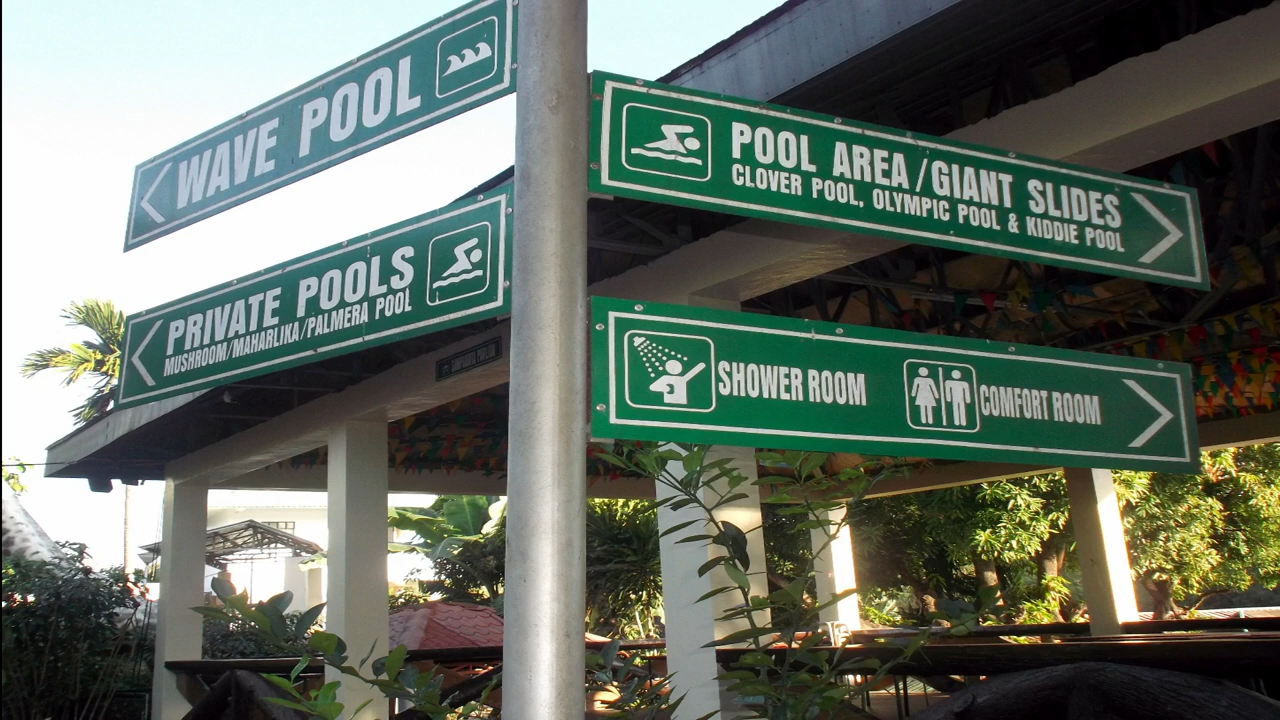 WAVE POOL
PRIVATE POOLS
MUSHROOM/MAHARLIKA/PALMERA POOL
POOL AREA/GIANT SLIDES
CLOVER POOL, OLYMPIC POOL & KIDDIE POOL
SHOWER ROOM
COMFORT ROOM